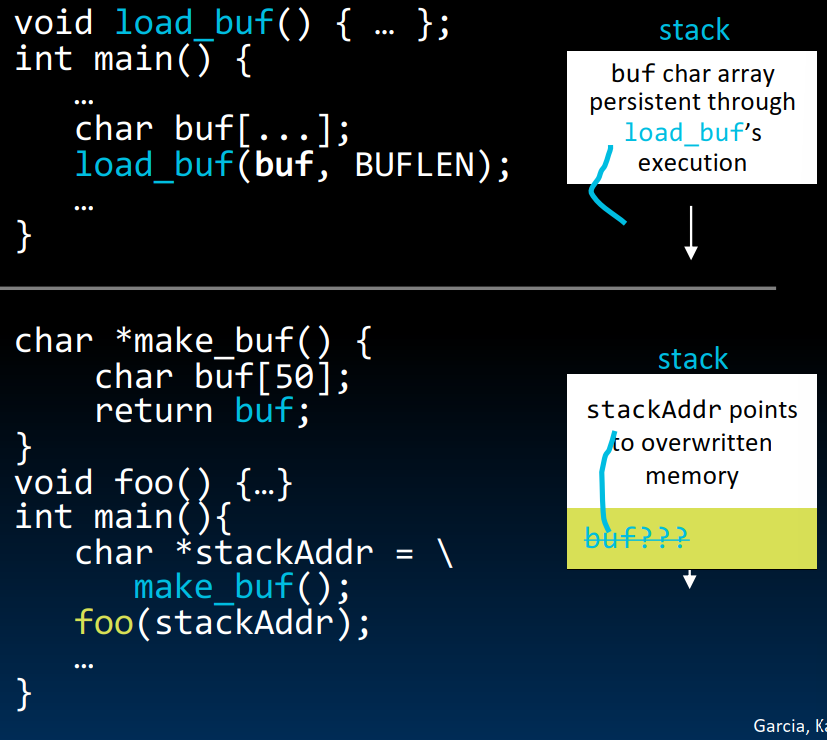 void load_buf() { … };
int main() {
…
char buf[...];
load_buf(buf, BUFLEN);
…
}
stack
buf char array
persistent through
load_buf’s
execution
char *make_buf() {
char buf[50];
return buf;
}
void foo() {…}
int main(){
char *stackAddr = \
make_buf();
foo(stackAddr);
…
}
stack
stackAddr points
to overwritten
memory
buf???
Garcia,